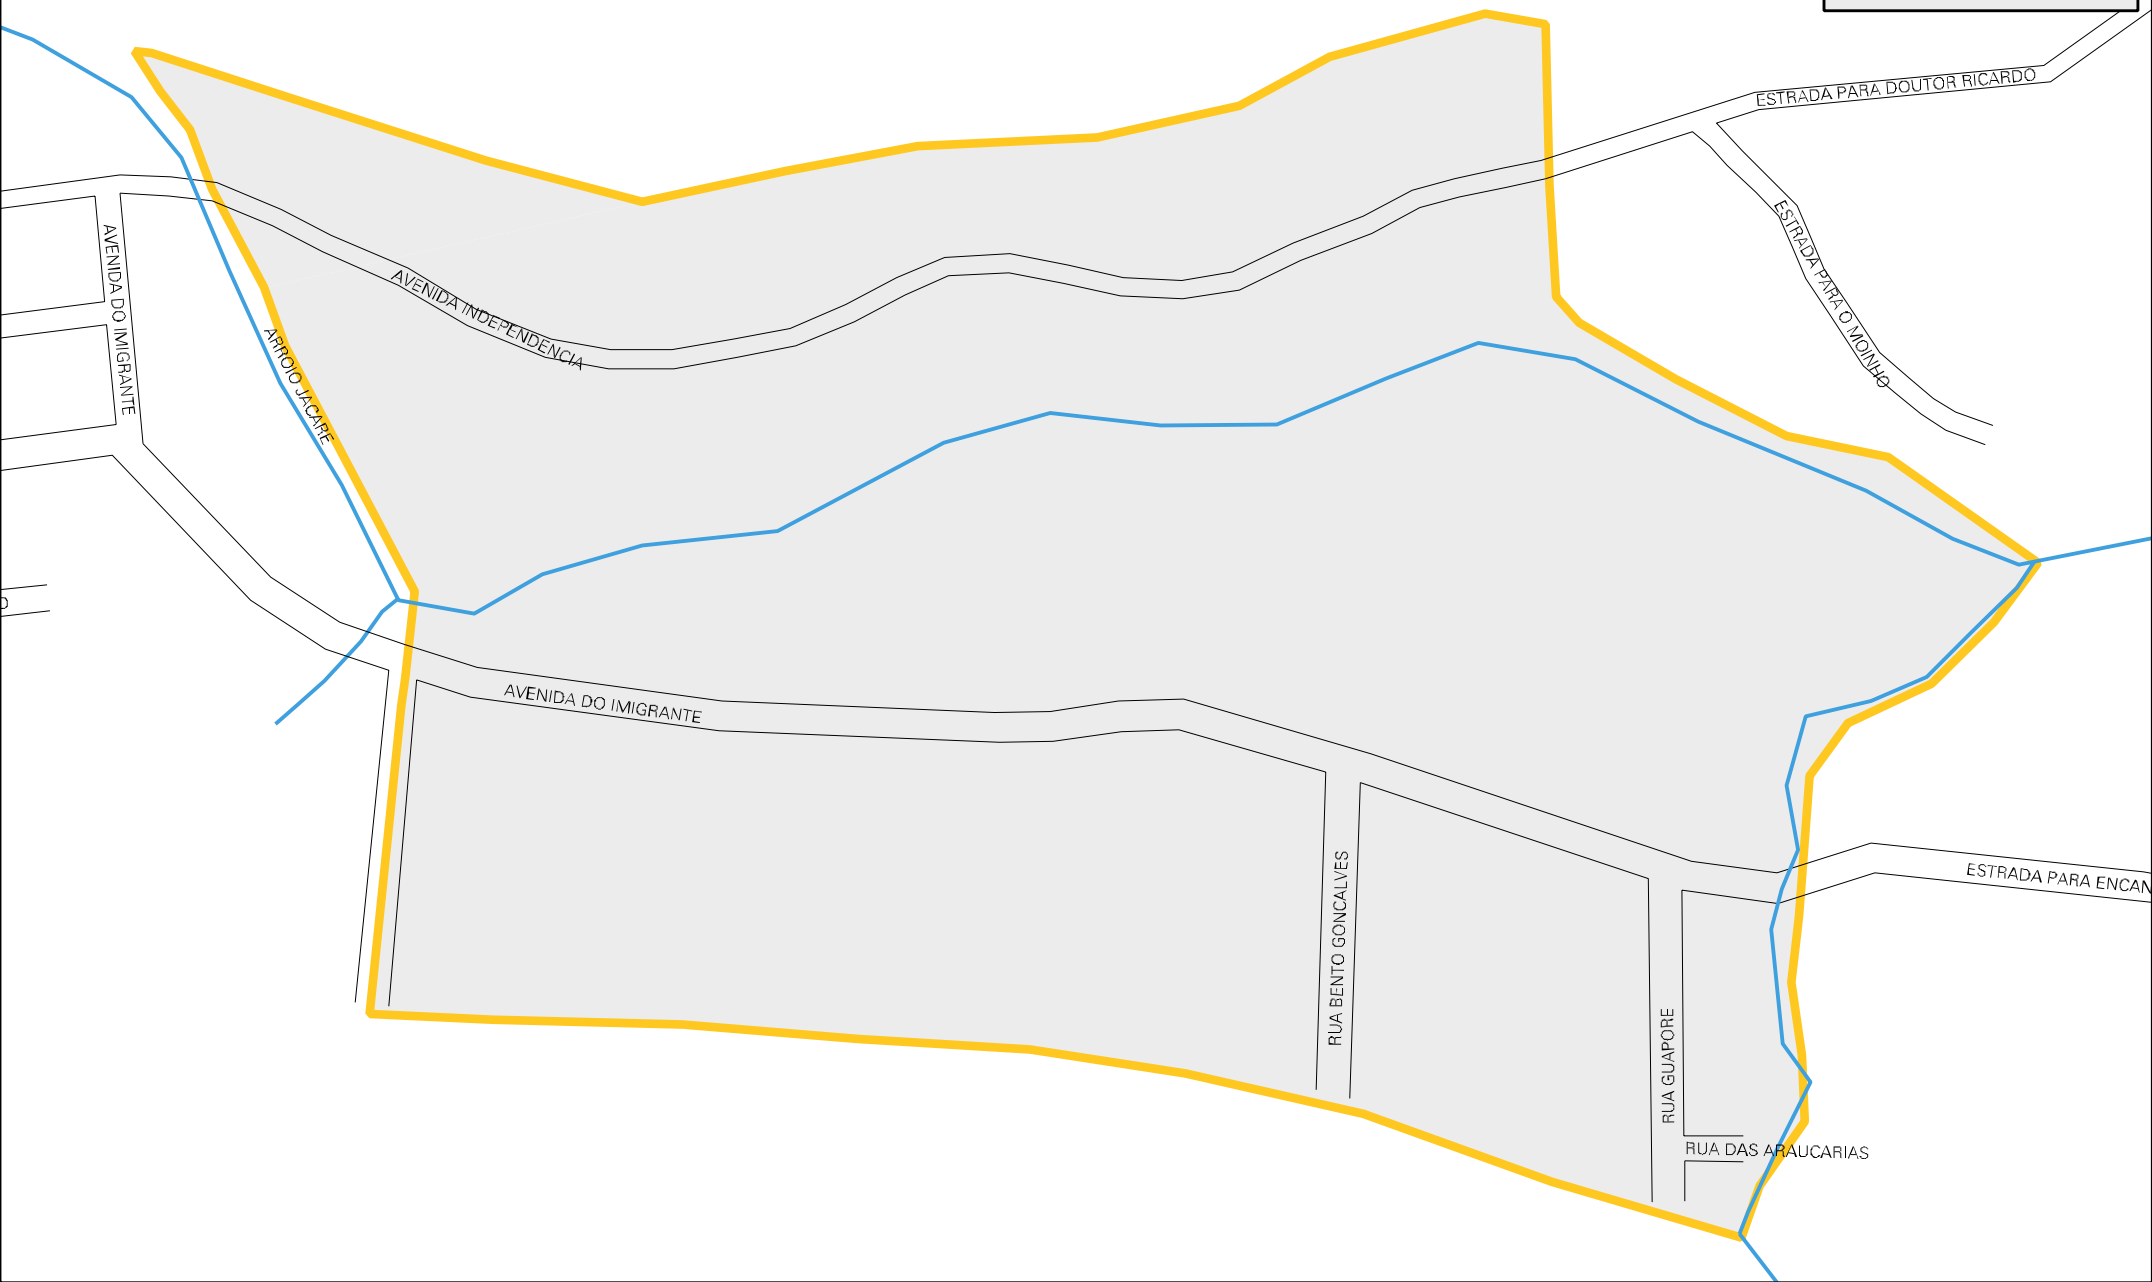 ESTRADA PARA DOUTOR RICARDO
ESTRADA PARA O MOINHO
AVENIDA DO IMIGRANTE
AVENIDA INDEPENDENCIA
ARROIO JACARE
AVENIDA DO IMIGRANTE
ESTRADA PARA ENCAN
RUA BENTO GONCALVES
RUA GUAPORE
RUA DAS ARAUCARIAS